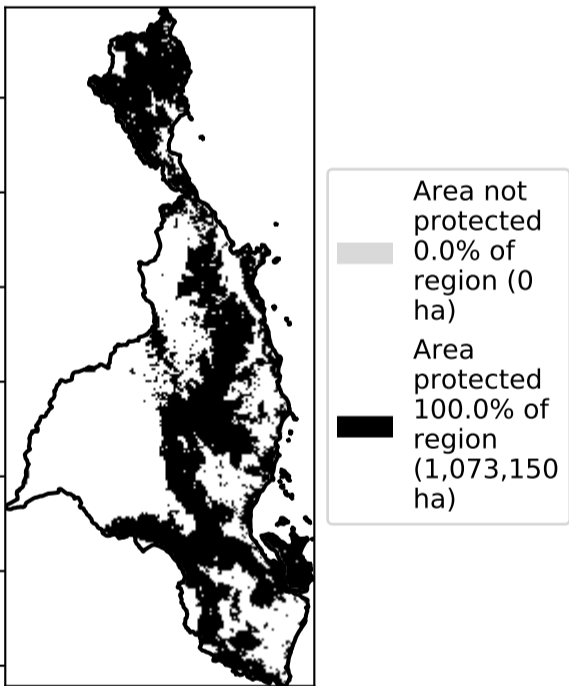 Area not
protected
0.0% of
region (0
ha)
Area
protected
100.0% of
region
(1,073,150
ha)